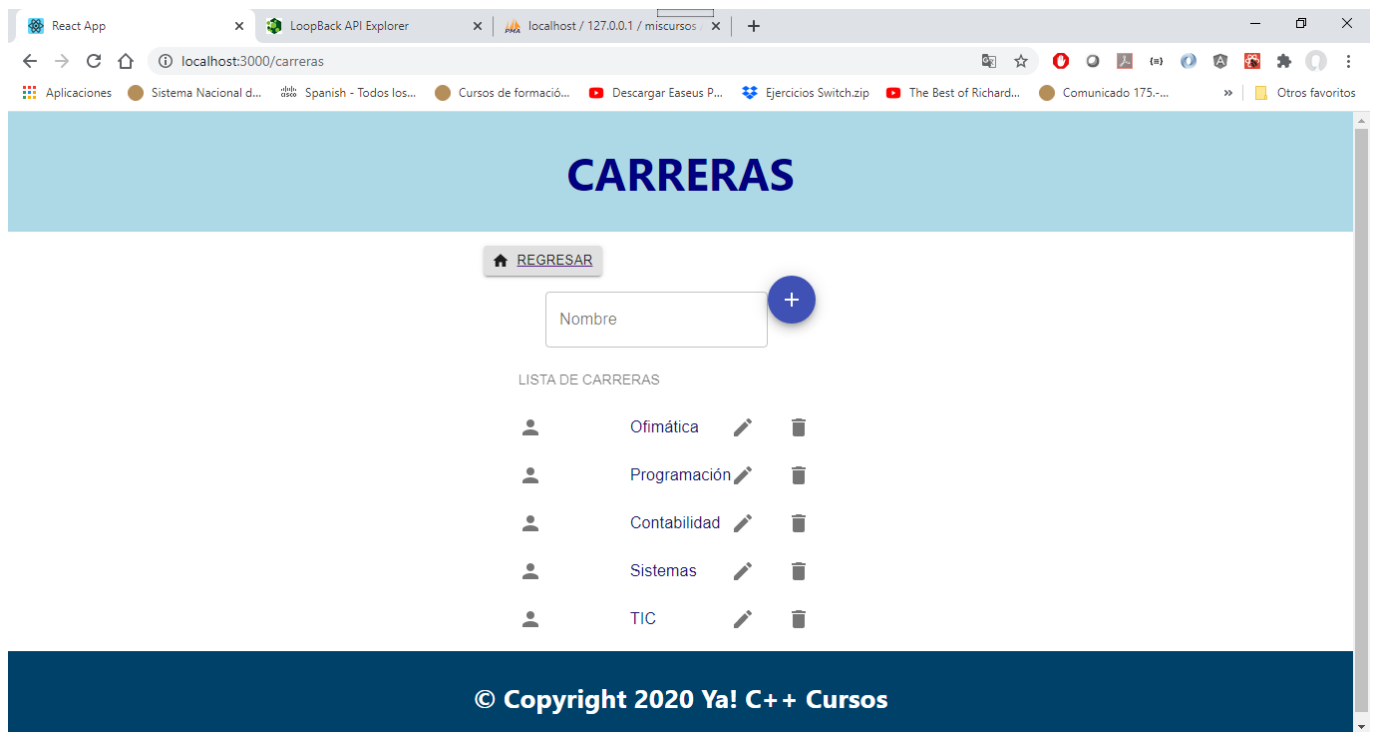 React App LoopBack API Explorer localhost / 127.0.0.1 / miscursos /
localhost:3000/carreras
Aplicaciones Sistema Nacional d... Spanish - Todos los... Cursos de formació... Descargar Easeus P... Ejercicios Switch.zip The Best of Richard... Comunicado 175.-... » Otros favoritos
CARRERAS
REGRESAR
Nombre
+
LISTA DE CARRERAS
Ofimática
Programación
Contabilidad
Sistemas
TIC
© Copyright 2020 Ya! C++ Cursos